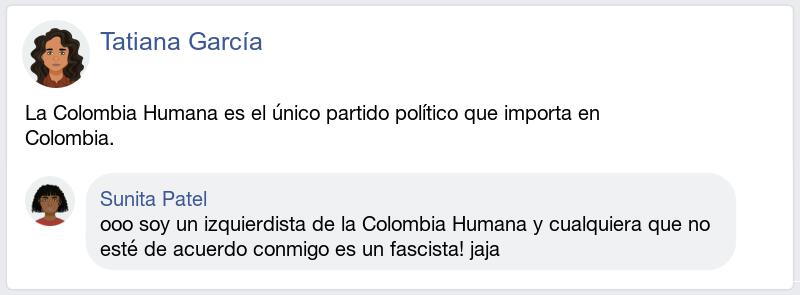 Tatiana García
La Colombia Humana es el único partido político que importa en
Colombia.
Sunita Patel
ooo soy un izquierdista de la Colombia Humana y cualquiera que no
esté de acuerdo conmigo es un fascista! jaja